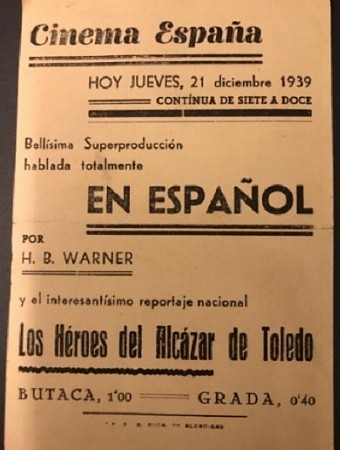 Cinema España
HOY JUEVES, 21 diciembre 1939
CONTÍNUA DE SIETE A DOCE
Bellísima Superproducción
hablada totalmente
EN ESPAÑOL
POR
H. B. WARNER
y el interesantísimo reportaje nacional
Los Héroes del Alcázar de Toledo
BUTACA, 1'00 GRADA, 0'40